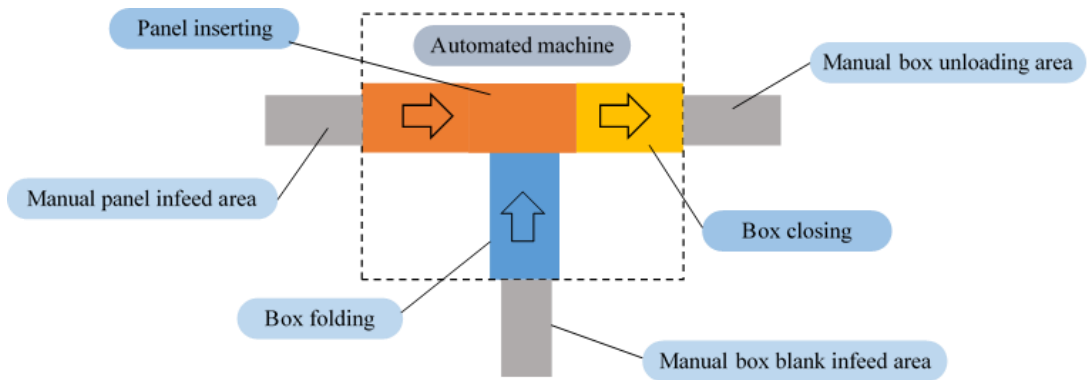 Panel inserting
Automated machine
Manual box unloading area
Manual panel infeed area
Box closing
Box folding
Manual box blank infeed area